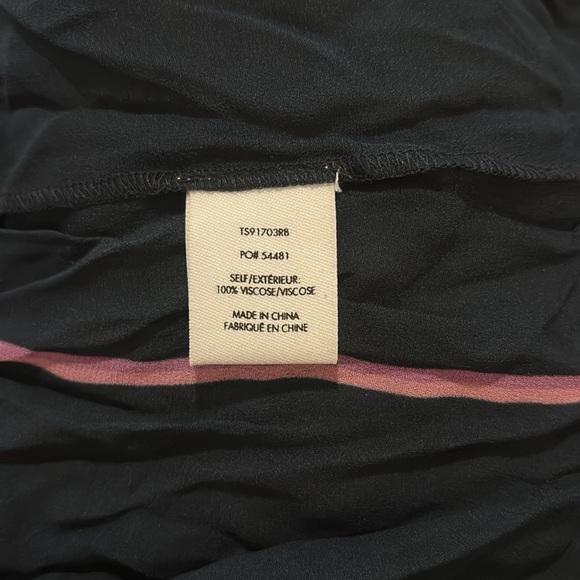 TS91703RB
PO# 54481
SELF/EXTÉRIEUR:
100% VISCOSE/VISCOSE
MADE IN CHINA
FABRIQUÉ EN CHINE